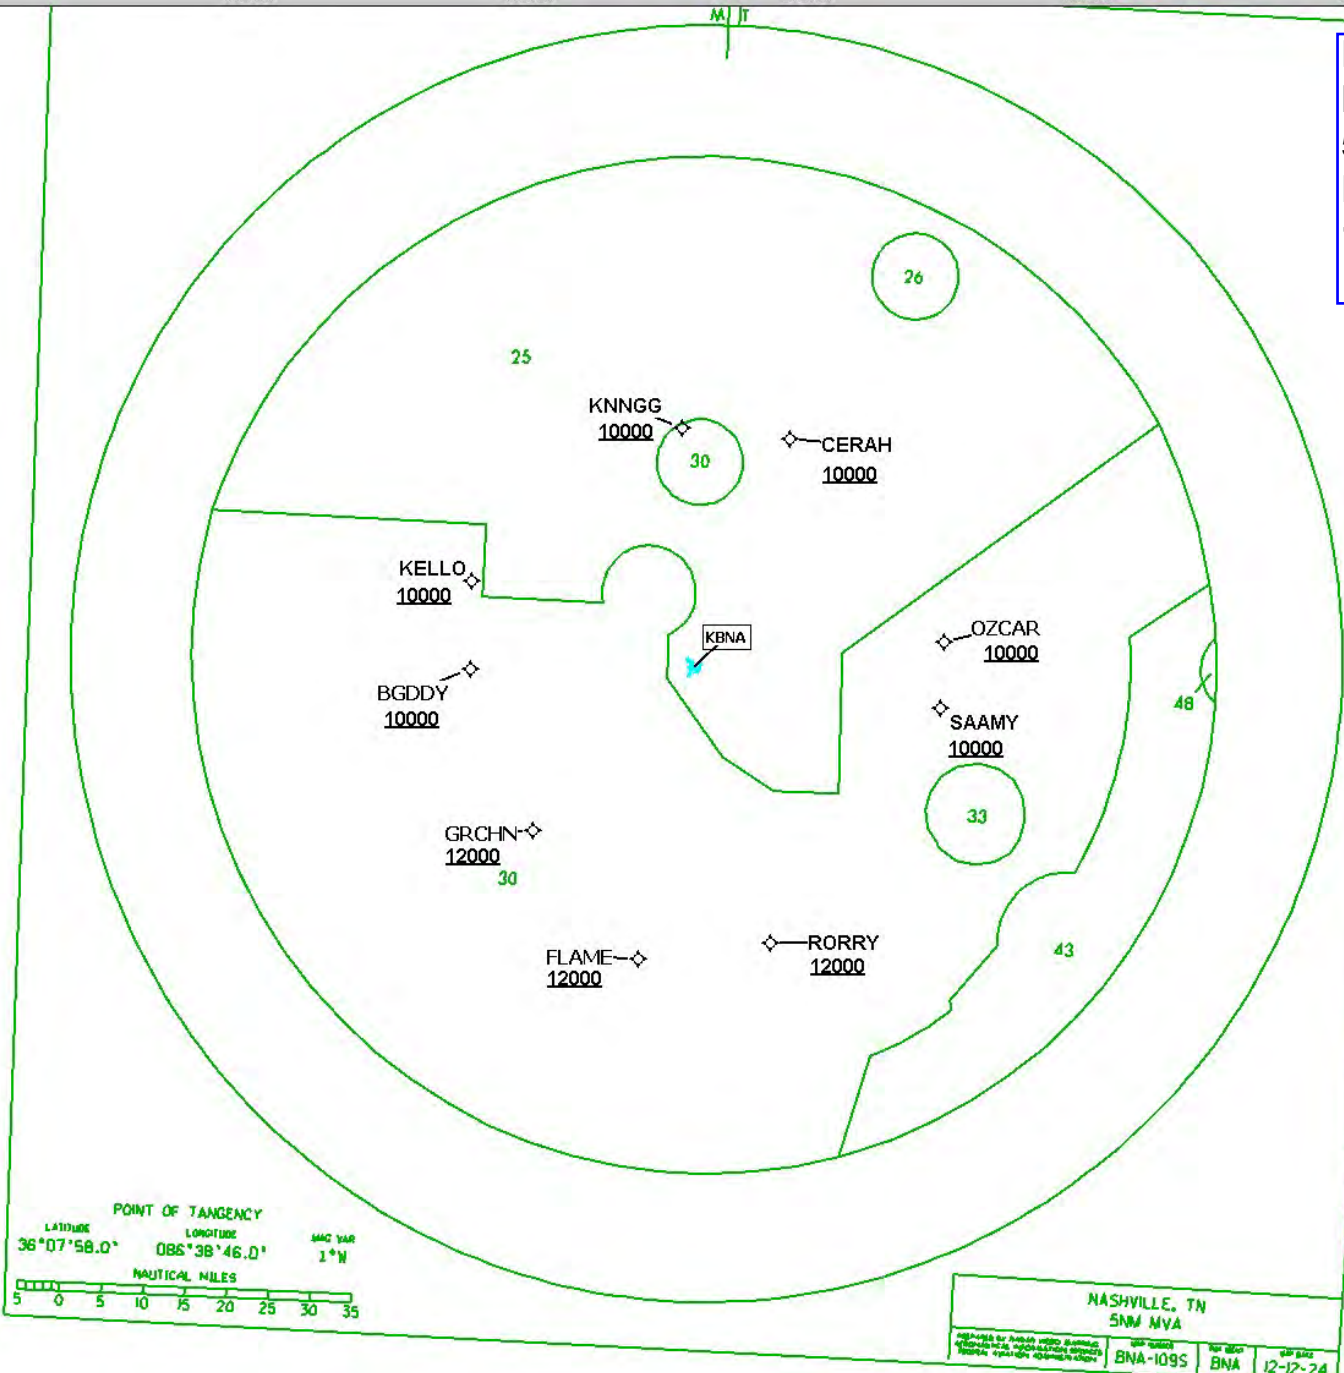 M T
26
25
KNNGG
10000
30
CERAH
10000
KELLO
10000
KBNA
OZCAR
10000
BGDDY
10000
48
SAAMY
10000
33
GRCHN
12000
30
43
FLAME
12000
RORRY
12000
POINT OF TANGENCY
LATITUDE LONGITUDE MAG VAR
36°07'58.0" 086°38'46.0" 1°W
NAUTICAL MILES
5 0 5 10 15 20 25 30 35
NASHVILLE, TN
5NM MVA
BNA-109S BNA 12-12-24